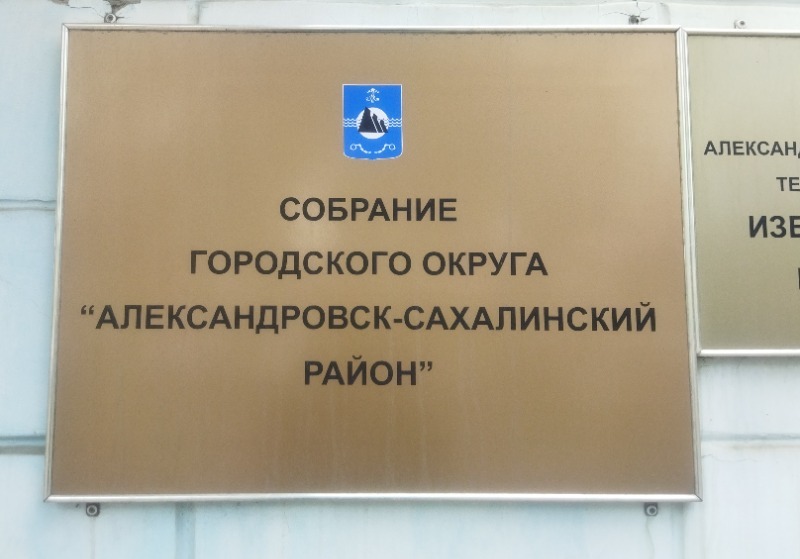 СОБРАНИЕ
ГОРОДСКОГО ОКРУГА
“АЛЕКСАНДРОВСК-САХАЛИНСКИЙ
РАЙОН”